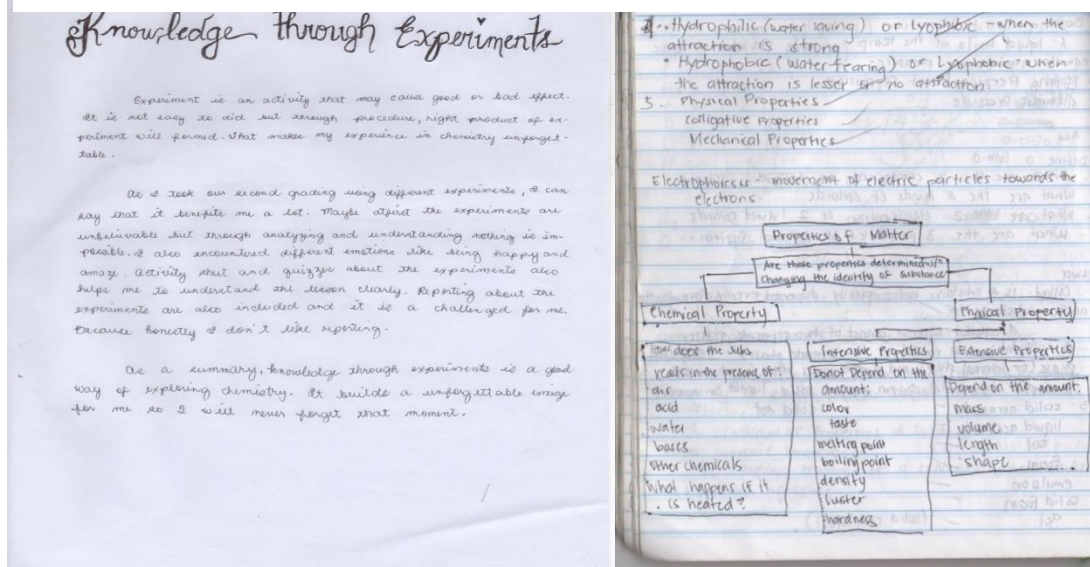 Knowledge through Experiments
Experiment is an activity that may cause good or bad effect.
It is not easy to did but through procedure, right product of ex-
periment will formed. That makes my experience in chemistry unforget-
table.
As I took our second grading using different experiments, I can
say that it benefits me a lot. Maybe atfirst the experiments are
unbelievable but through analyzing and understanding nothing is im-
possible. I also encountered different emotions like being happy and
amaze. Activity shit and quizzes about the experiments also
helps me to understand the lesson clearly. Reporting about the
experiments are also included and it is a challenged for me.
Because honestly I don't like reporting.
As a summary, knowledge through experiments is a good
way of exploring chemistry. It builds a unforgettable image
for me so I will never forget that moment.
4. • Hydrophilic (water loving) or Lyophobic - when the
attraction is strong
• Hydrophobic (water fearing) or Lyophobic - when
the attraction is lesser or no attraction
5. Physical Properties
Colligative Properties
Mechanical Properties
Electrophoresis - movement of electric particles towards the
electrons.
Properties of Matter
Are these properties determined w/o
changing the identity of substance
Chemical Property
Physical Property
How does the subs
reads in the presence of:
air
acid
water
bases
other chemicals
What happens if it
is heated?
Intensive Properties
Do not Depend on the
amount;
color
taste
melting point
boiling point
density
luster
hardness
Extensive Properties
Depend on the amount,
mass
volume
length
shape